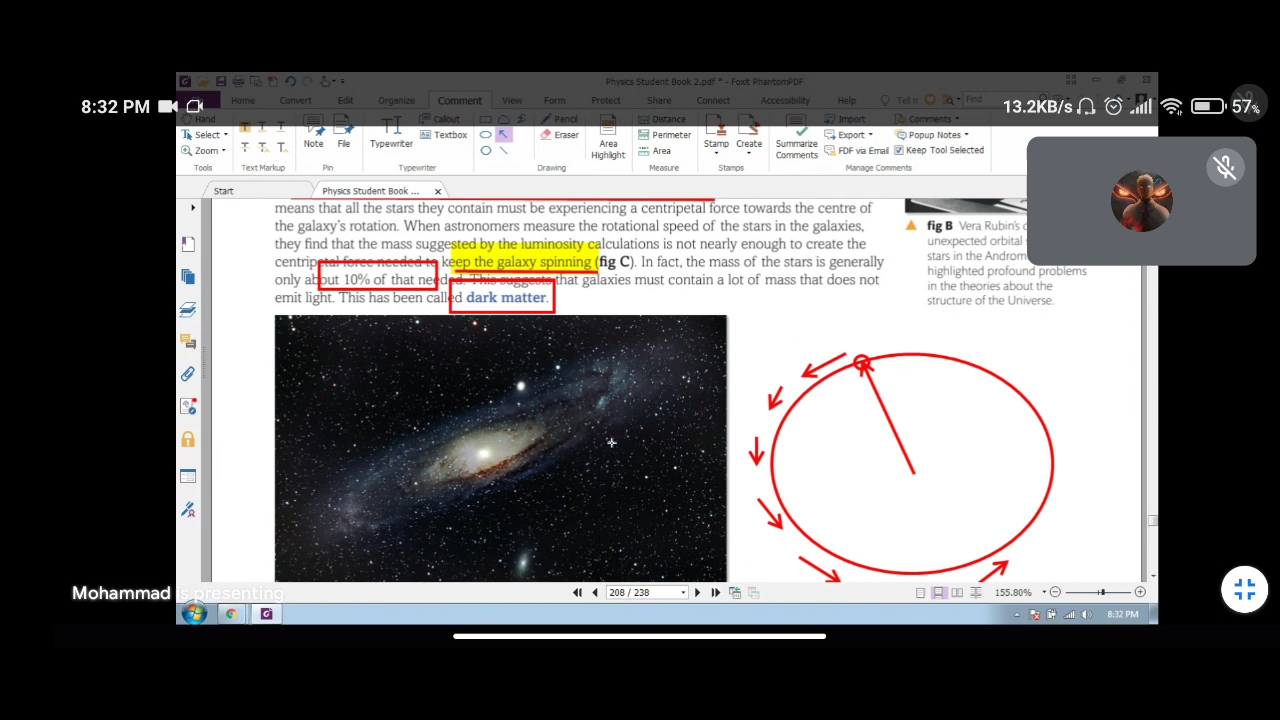 Physics Student Book 2.pdf * - Foxit PhantomPDF
8:32 PM
13.2KB/s
57%
Home Convert Edit Organize Comment View Form Protect Share Connect Accessibility Help Tell Find
Hand
Select
Zoom
Tools
Text Markup
Note
File
Pin
Typewriter
Callout
Textbox
Typewriter
Pencil
Eraser
Area Highlight
Drawing
Distance
Perimeter
Area
Measure
Stamp
Create
Stamps
Summarize Comments
Import
Export
FDF via Email
Comments
Popup Notes
Keep Tool Selected
Manage Comments
Start
Physics Student Book ...
means that all the stars they contain must be experiencing a centripetal force towards the centre of
the galaxy's rotation. When astronomers measure the rotational speed of the stars in the galaxies,
they find that the mass suggested by the luminosity calculations is not nearly enough to create the
centripetal force needed to keep the galaxy spinning (fig C). In fact, the mass of the stars is generally
only about 10% of that needed. This suggests that galaxies must contain a lot of mass that does not
emit light. This has been called dark matter.
fig B Vera Rubin's
unexpected orbital
stars in the Androm
highlighted profound problems
in the theories about the
structure of the Universe.
Mohammad is presenting
208 / 238
155.80%
8:32 PM